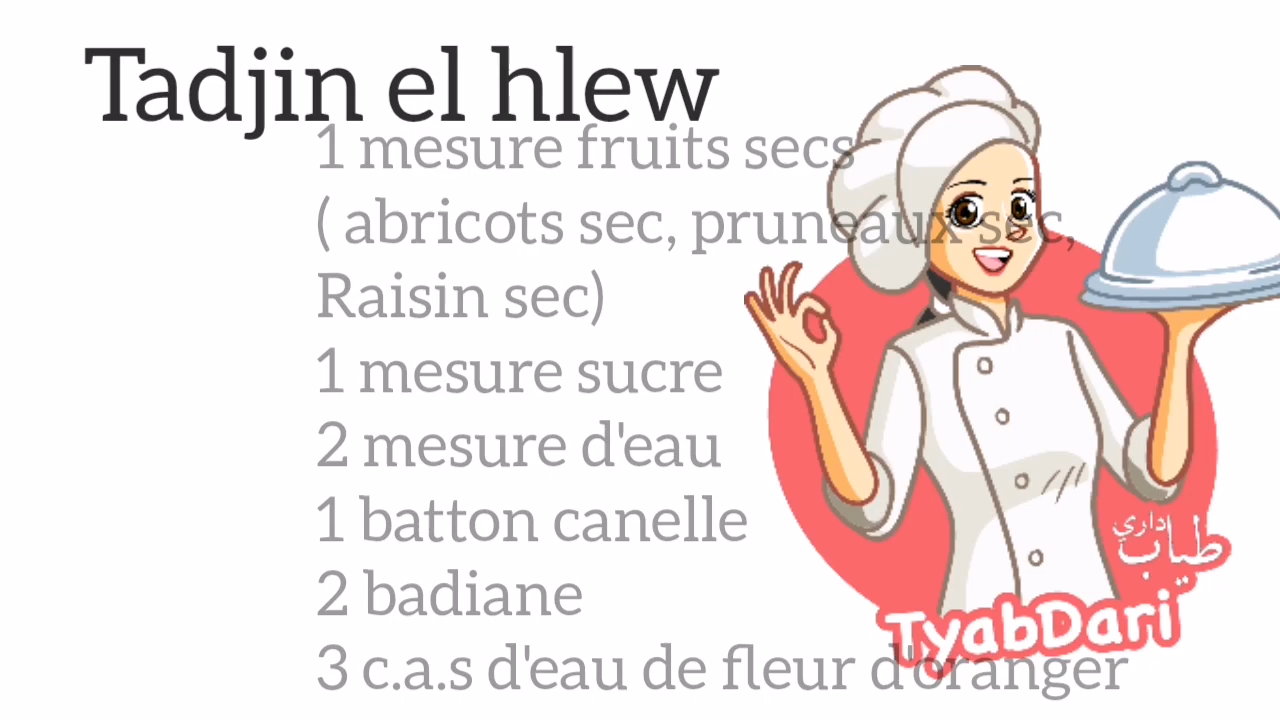 Tadjin el hlew
1 mesure fruits secs
( abricots sec, pruneaux sec,
Raisin sec)
1 mesure sucre
2 mesure d'eau
1 batton canelle
2 badiane
3 c.a.s d'eau de fleur d'oranger
طياب داري
TyabDari